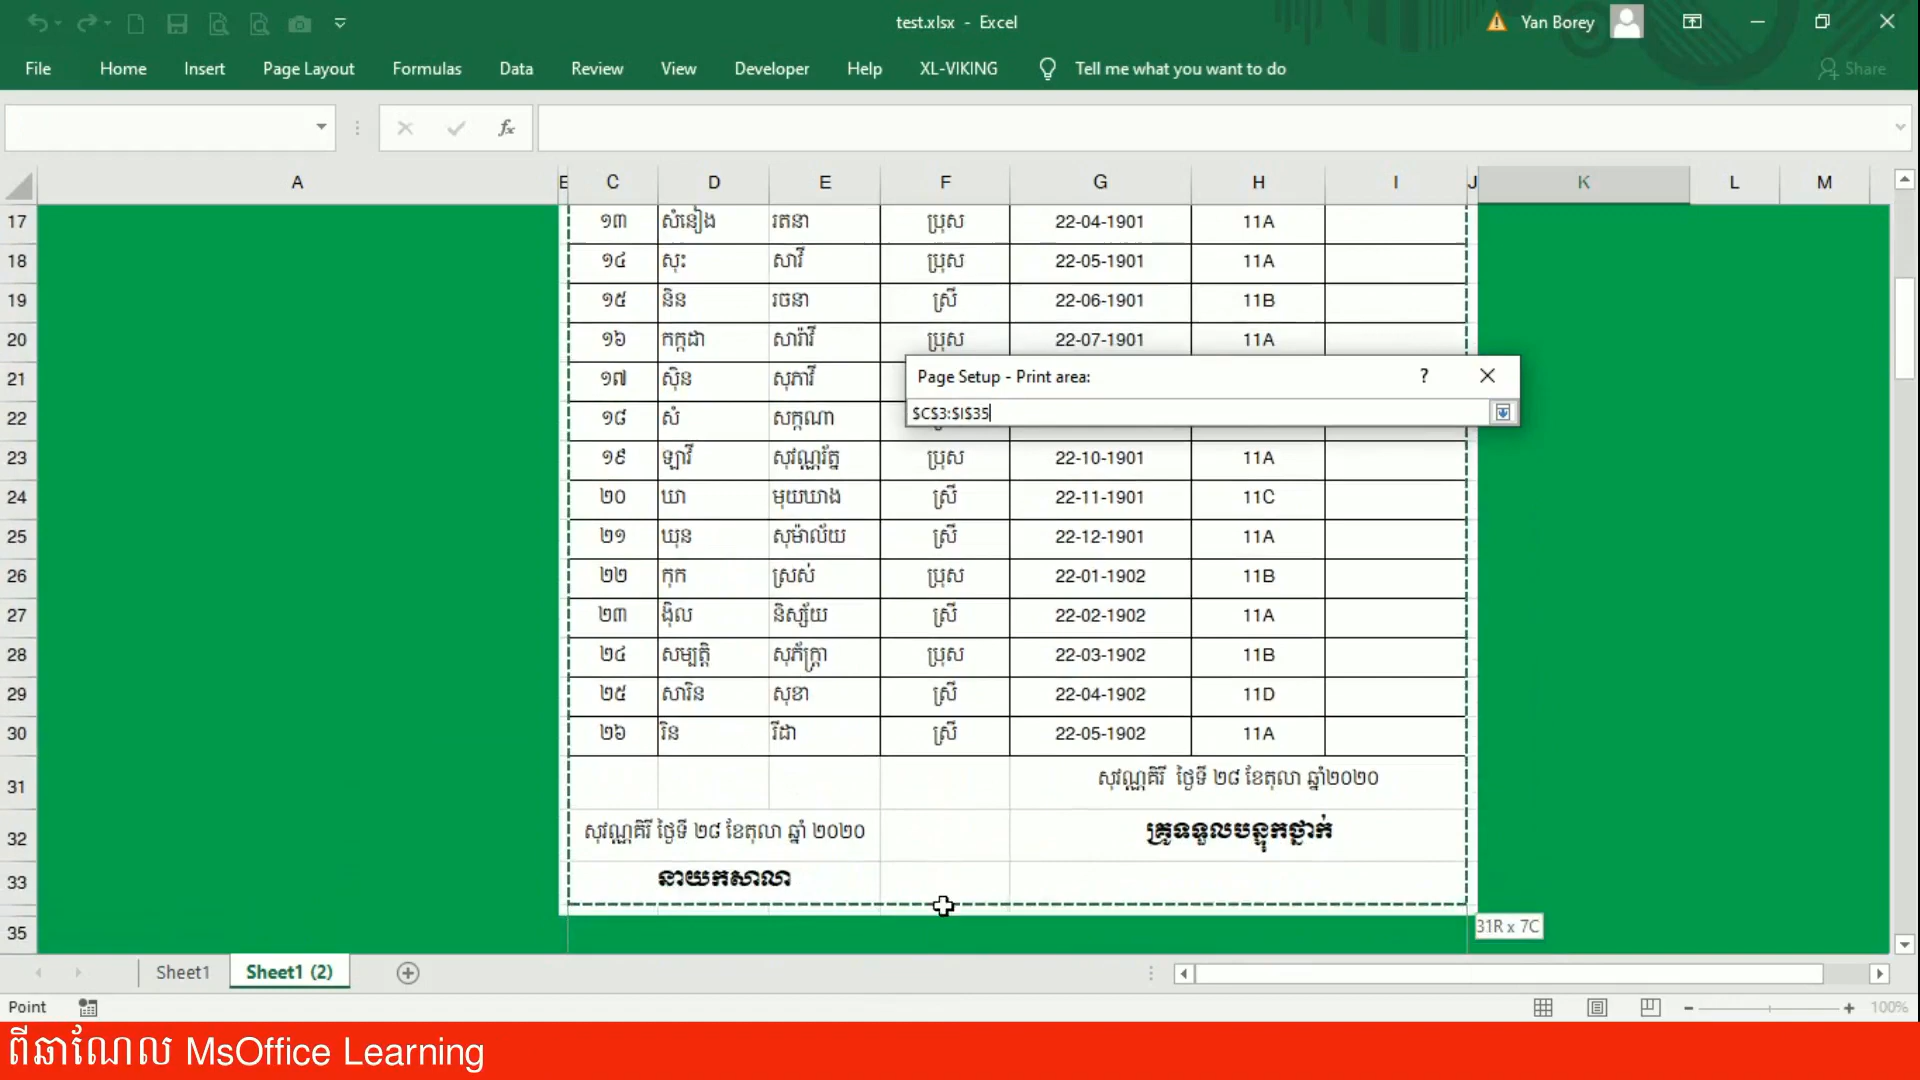 test.xlsx - Excel
Yan Borey
File Home Insert Page Layout Formulas Data Review View Developer Help XL-VIKING Tell me what you want to do Share
fx
A E C D E F G H I J K L M
17 ១៣ សំនៀង រតនា ប្រុស 22-04-1901 11A
18 ១៤ សុះ សាវី ប្រុស 22-05-1901 11A
19 ១៥ និន រចនា ស្រី 22-06-1901 11B
20 ១៦ កក្កដា សារ៉ាវី ប្រុស 22-07-1901 11A
Page Setup - Print area: ?
21 ១៧ ស៊ិន សុភាវី
$C$3:$I$35
22 ១៨ សំ សក្កណា
23 ១៩ ឡាវី សុវណ្ណរ័ត្ន ប្រុស 22-10-1901 11A
24 ២០ ឃា មុយឃាង ស្រី 22-11-1901 11C
25 ២១ ឃុន សុម៉ាល័យ ស្រី 22-12-1901 11A
26 ២២ កុក ស្រស់ ប្រុស 22-01-1902 11B
27 ២៣ ង៉ិល និស្ស័យ ស្រី 22-02-1902 11A
28 ២៤ សម្បត្តិ សុភ័ក្ត្រា ប្រុស 22-03-1902 11B
29 ២៥ សារិន សុខា ស្រី 22-04-1902 11D
30 ២៦ រិន រីដា ស្រី 22-05-1902 11A
31 សុវណ្ណគិរី ថ្ងៃទី ២៨ ខែតុលា ឆ្នាំ២០២០
32 សុវណ្ណគិរី ថ្ងៃទី ២៨ ខែតុលា ឆ្នាំ ២០២០ គ្រូទទួលបន្ទុកថ្នាក់
33 នាយកសាលា
35 31R x 7C
Sheet1 Sheet1 (2)
Point 100%
ពីឆាណែល MsOffice Learning